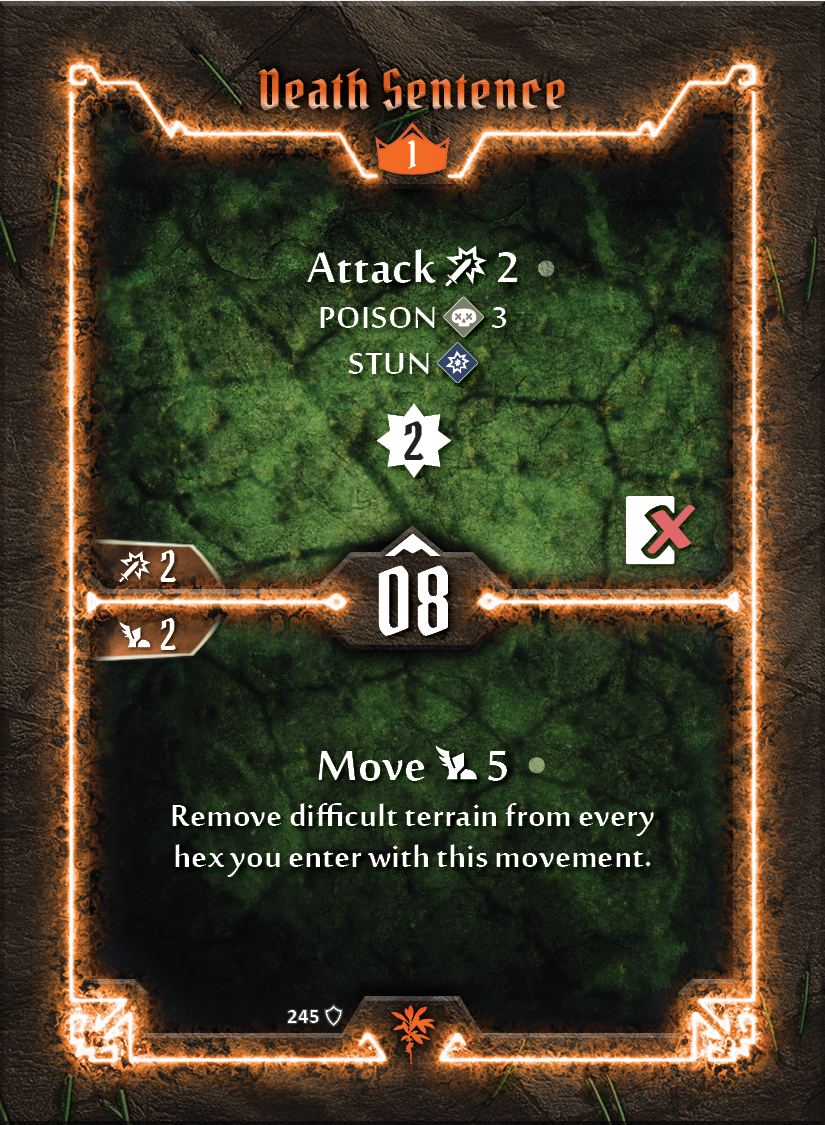 Death Sentence
1
Attack 2
POISON 3
STUN
2
2
08
2
Move 5
Remove difficult terrain from every
hex you enter with this movement.
245